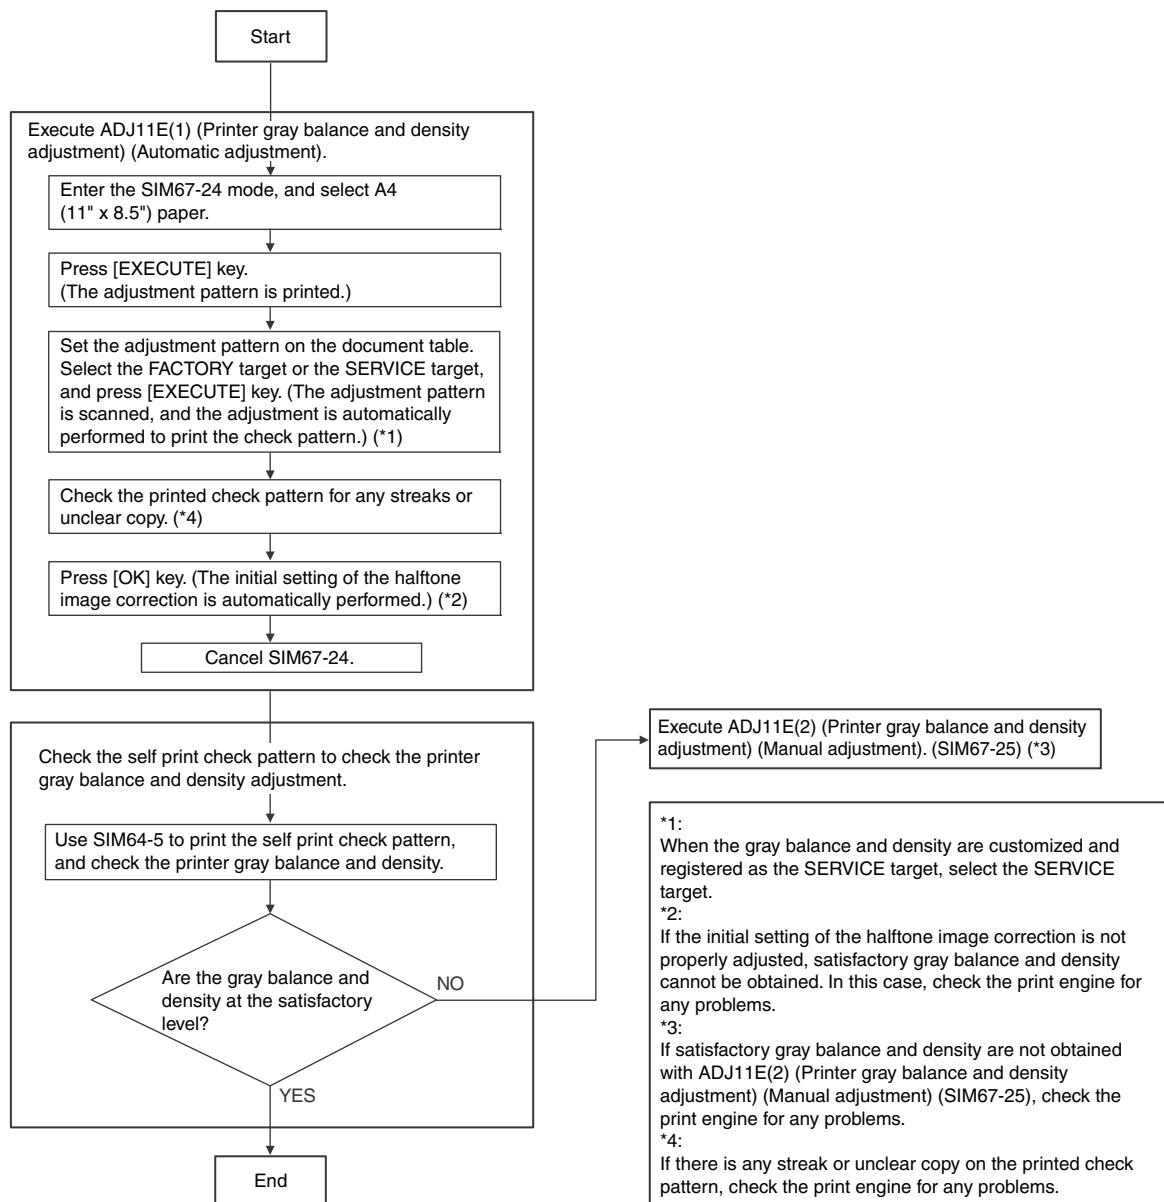 Start
Execute ADJ11E(1) (Printer gray balance and density
adjustment) (Automatic adjustment).
Enter the SIM67-24 mode, and select A4
(11" x 8.5") paper.
Press [EXECUTE] key.
(The adjustment pattern is printed.)
Set the adjustment pattern on the document table.
Select the FACTORY target or the SERVICE target,
and press [EXECUTE] key. (The adjustment pattern
is scanned, and the adjustment is automatically
performed to print the check pattern.) (*1)
Check the printed check pattern for any streaks or
unclear copy. (*4)
Press [OK] key. (The initial setting of the halftone
image correction is automatically performed.) (*2)
Cancel SIM67-24.
Check the self print check pattern to check the printer
gray balance and density adjustment.
Use SIM64-5 to print the self print check pattern,
and check the printer gray balance and density.
Are the gray balance and
density at the satisfactory
level?
NO
YES
End
Execute ADJ11E(2) (Printer gray balance and density
adjustment) (Manual adjustment). (SIM67-25) (*3)
*1:
When the gray balance and density are customized and
registered as the SERVICE target, select the SERVICE
target.
*2:
If the initial setting of the halftone image correction is not
properly adjusted, satisfactory gray balance and density
cannot be obtained. In this case, check the print engine for
any problems.
*3:
If satisfactory gray balance and density are not obtained
with ADJ11E(2) (Printer gray balance and density
adjustment) (Manual adjustment) (SIM67-25), check the
print engine for any problems.
*4:
If there is any streak or unclear copy on the printed check
pattern, check the print engine for any problems.